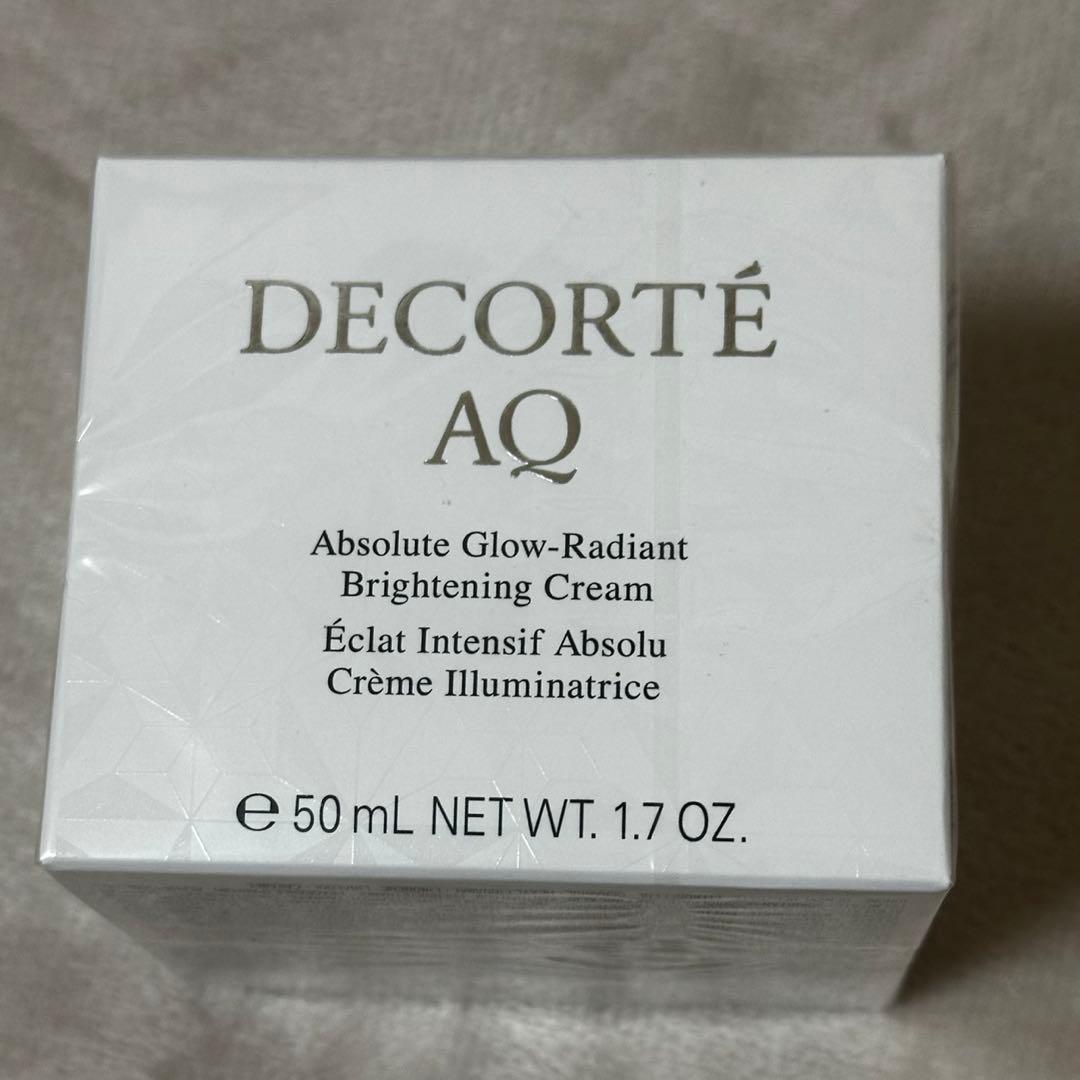 DECORTÉ
AQ
Absolute Glow-Radiant
Brightening Cream
Éclat Intensif Absolu
Crème Illuminatrice
℮ 50 mL NET WT. 1.7 OZ.